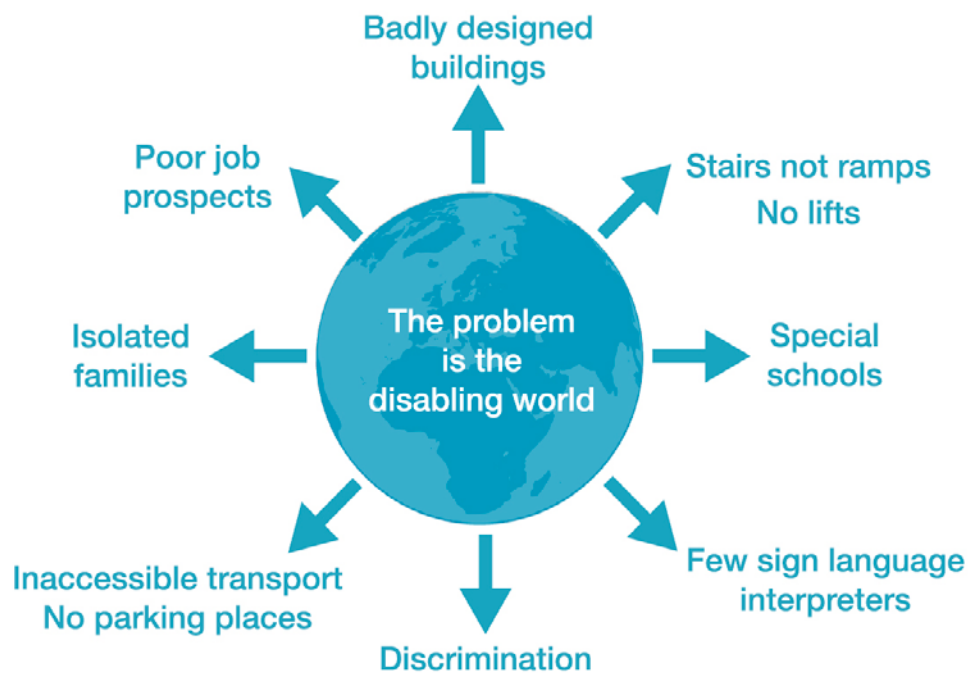 Badly designed
buildings
Poor job
prospects
Stairs not ramps
No lifts
The problem
is the
disabling world
Isolated
families
Special
schools
Inaccessible transport
No parking places
Few sign language
interpreters
Discrimination